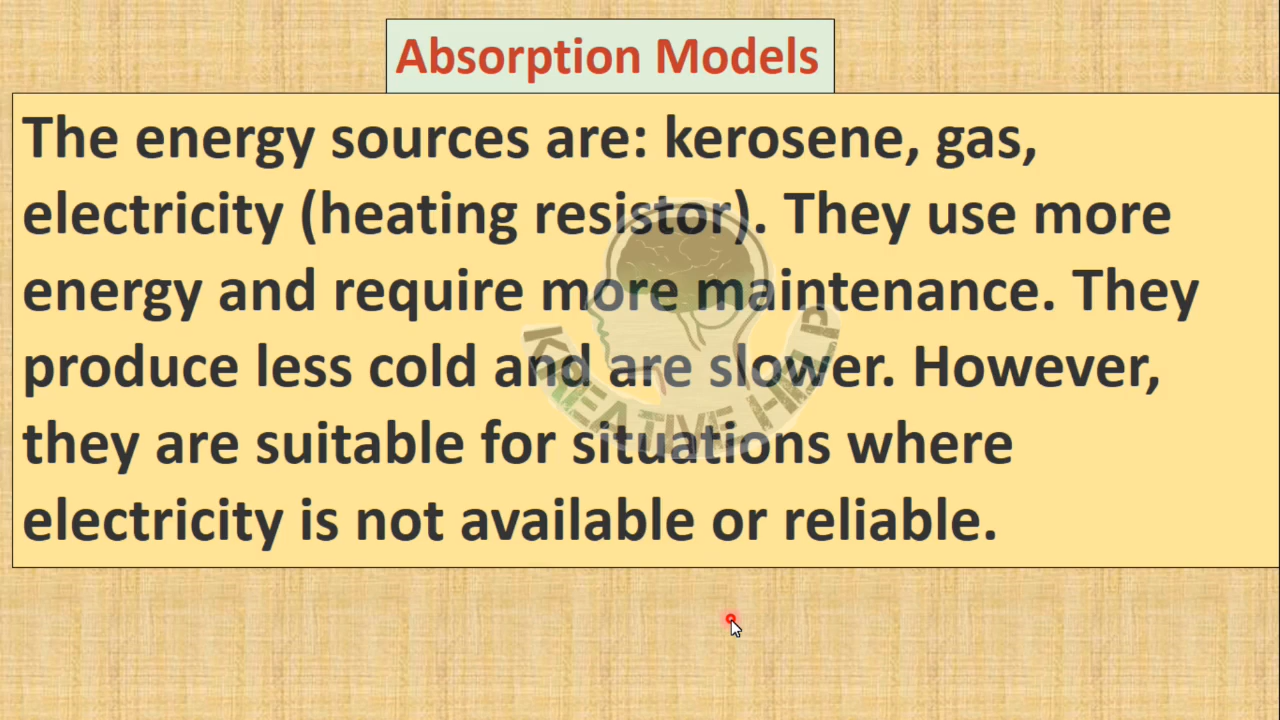 Absorption Models
The energy sources are: kerosene, gas,
electricity (heating resistor). They use more
energy and require more maintenance. They
produce less cold and are slower. However,
they are suitable for situations where
electricity is not available or reliable.
KREATIVE HELP